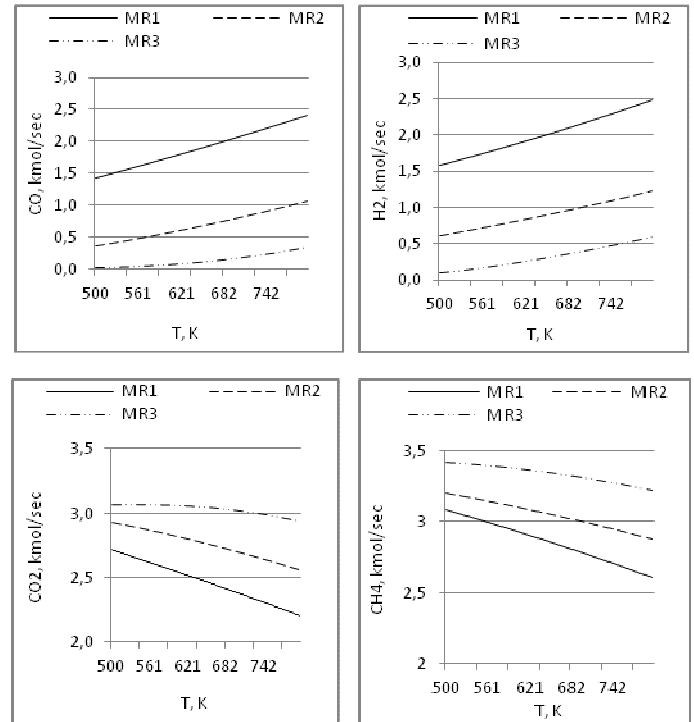 MR1 MR2
MR3
3,0
2,5
2,0
1,5
1,0
0,5
0,0
CO, kmol/sec
500 561 621 682 742
T, K
MR1 MR2
MR3
3,0
2,5
2,0
1,5
1,0
0,5
0,0
H2, kmol/sec
500 561 621 682 742
T, K
MR1 MR2
MR3
3,5
3,0
2,5
2,0
CO2, kmol/sec
500 561 621 682 742
T, K
MR1 MR2
MR3
3,5
3
2,5
2
CH4, kmol/sec
500 561 621 687 742
T, K